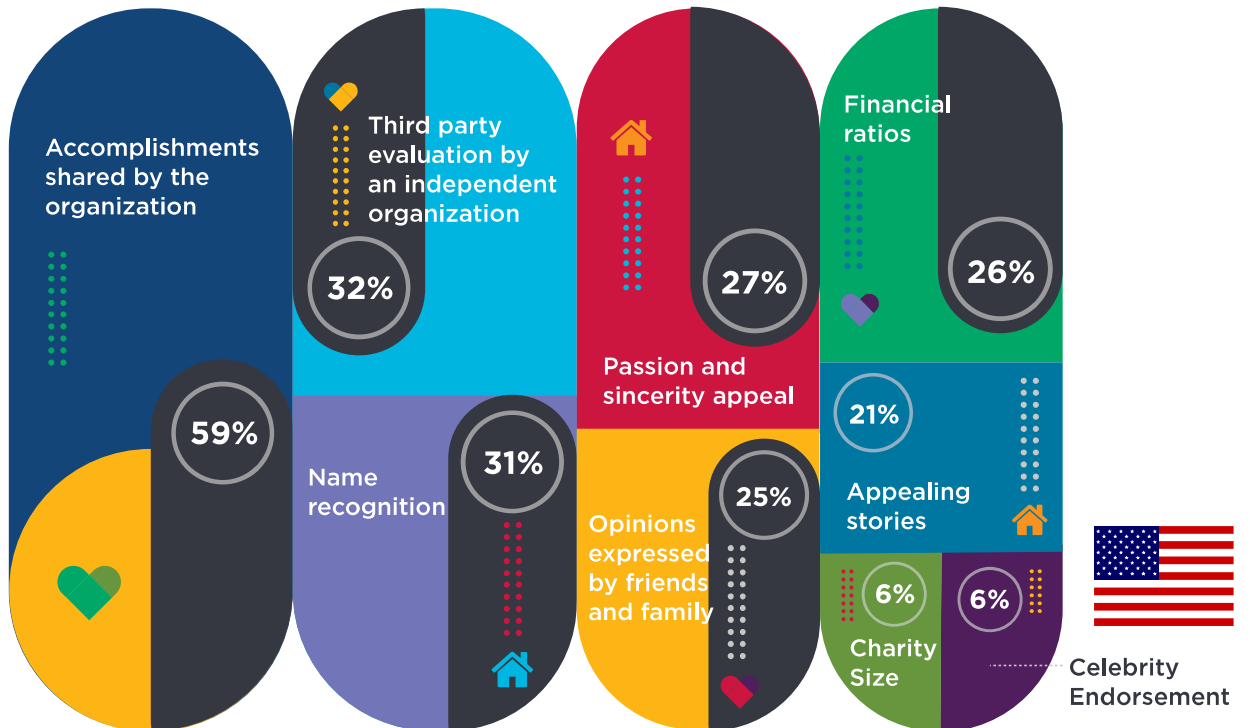 Accomplishments
shared by the
organization
59%
Third party
evaluation by
an independent
organization
32%
Name
recognition
31%
27%
Passion and
sincerity appeal
Opinions
expressed
by friends
and family
25%
Financial
ratios
26%
21%
Appealing
stories
6%
Charity
Size
6%
Celebrity
Endorsement